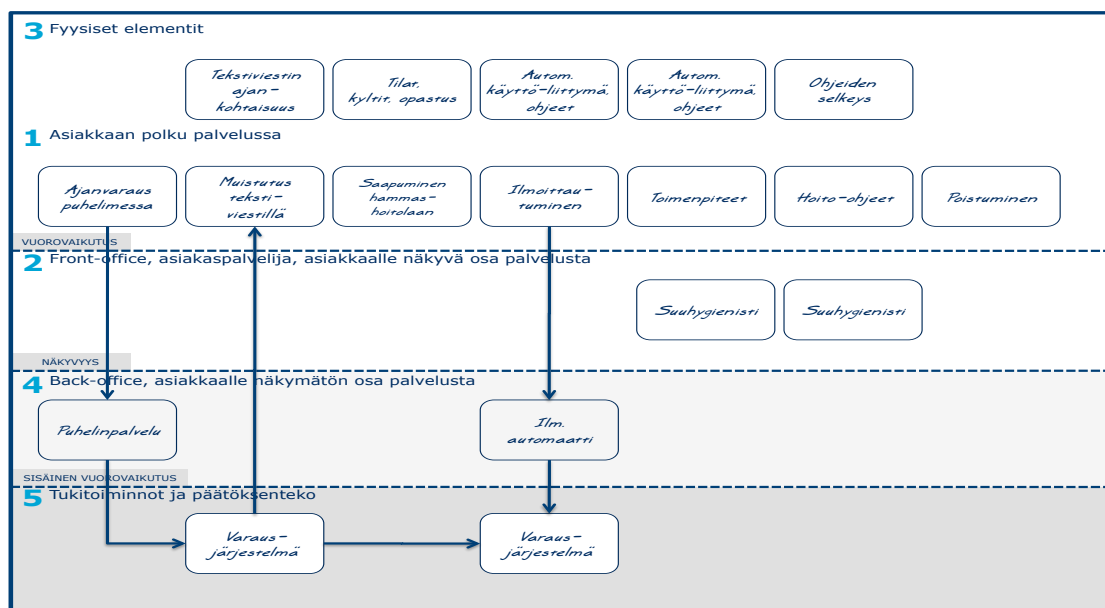 3 Fyysiset elementit
Tekstiviestin
ajan-
kohtaisuus
Tilat,
kyltit, opastus
Autom.
käyttö-liittymä,
ohjeet
Autom.
käyttö-liittymä,
ohjeet
Ohjeiden
selkeys
1 Asiakkaan polku palvelussa
Ajanvaraus
puhelimessa
Muistutus
teksti-
viestillä
Saapuminen
hammas-
hoitolaan
Ilmoittau-
tuminen
Toimenpiteet
Hoito-ohjeet
Poistuminen
VUOROVAIKUTUS
2 Front-office, asiakaspalvelija, asiakkaalle näkyvä osa palvelusta
Suuhygienisti
Suuhygienisti
NÄKYVYYS
4 Back-office, asiakkaalle näkymätön osa palvelusta
Puhelinpalvelu
Ilm.
automaatti
SISÄINEN VUOROVAIKUTUS
5 Tukitoiminnot ja päätöksenteko
Varaus-
järjestelmä
Varaus-
järjestelmä